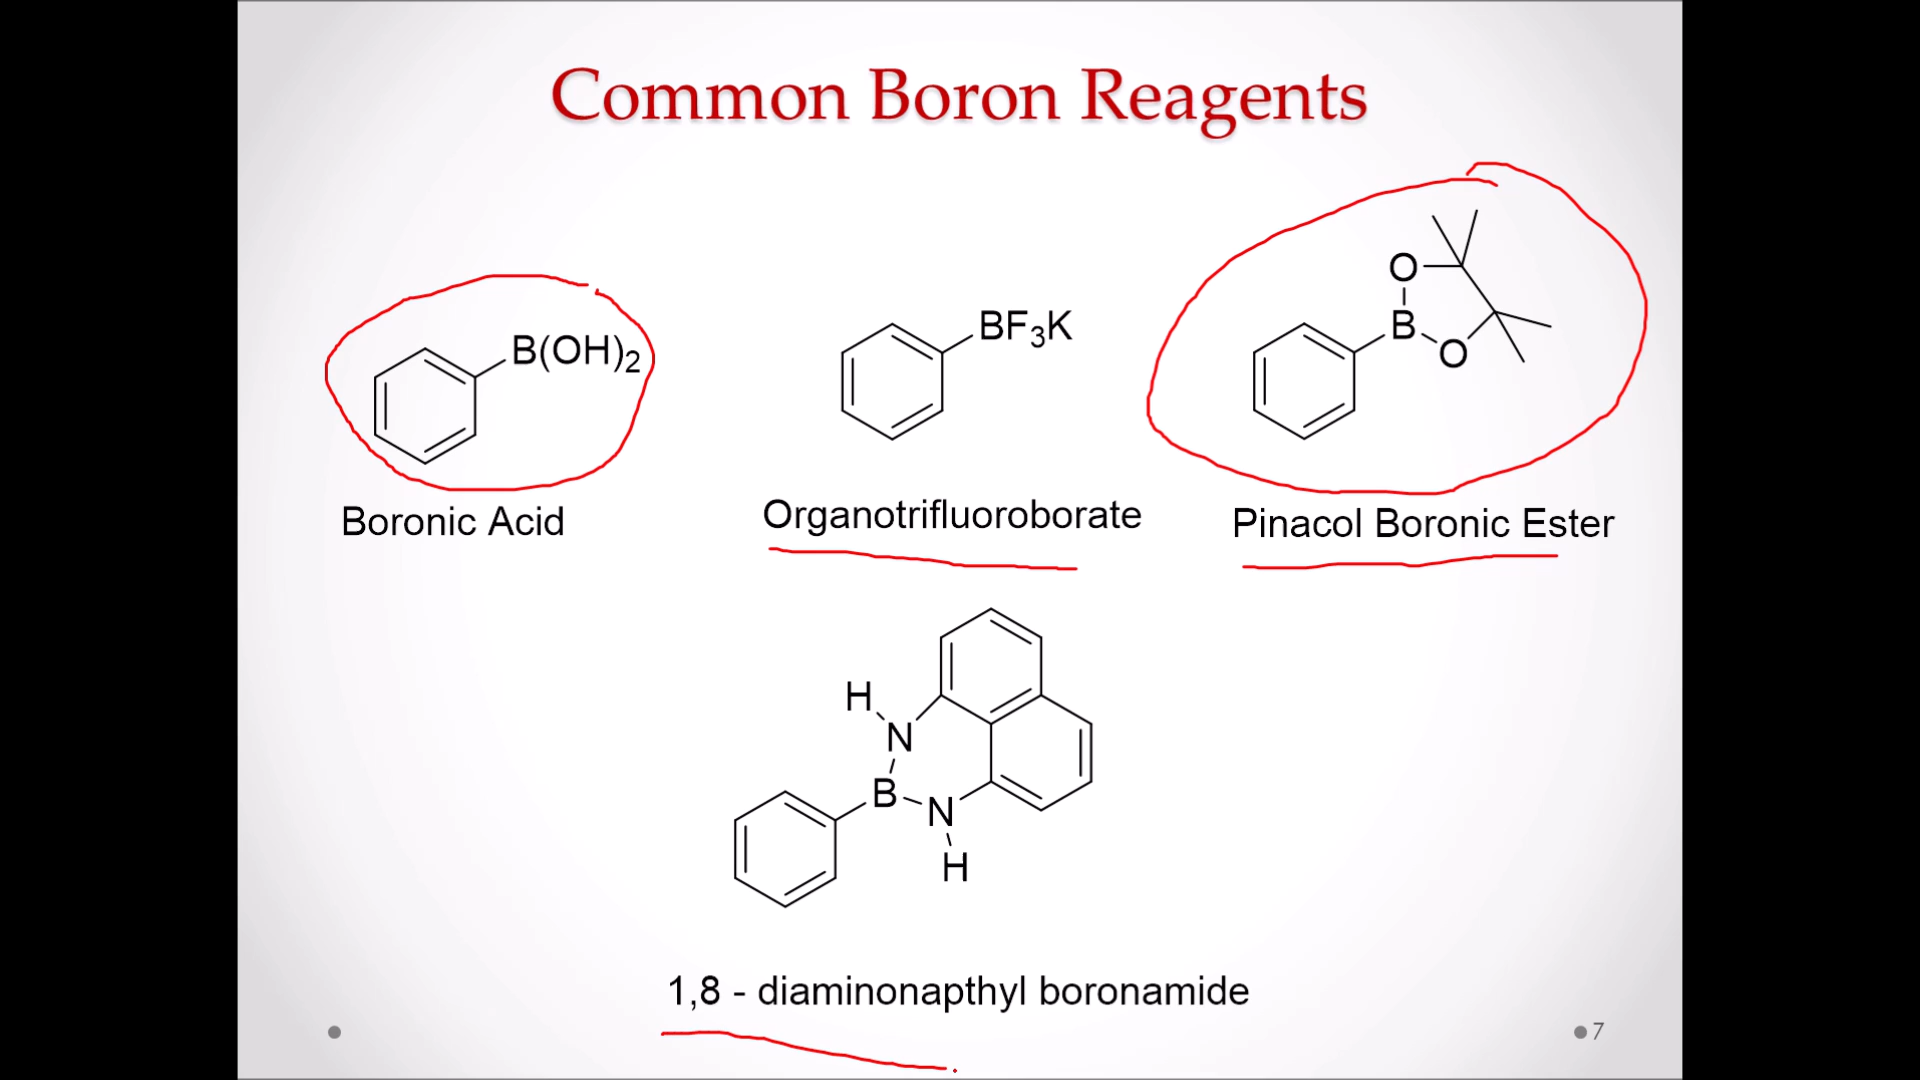 Common Boron Reagents
B(OH)2
BF3K
O
B
O
Boronic Acid
Organotrifluoroborate
Pinacol Boronic Ester
H
N
B
N
H
1,8 - diaminonapthyl boronamide
7